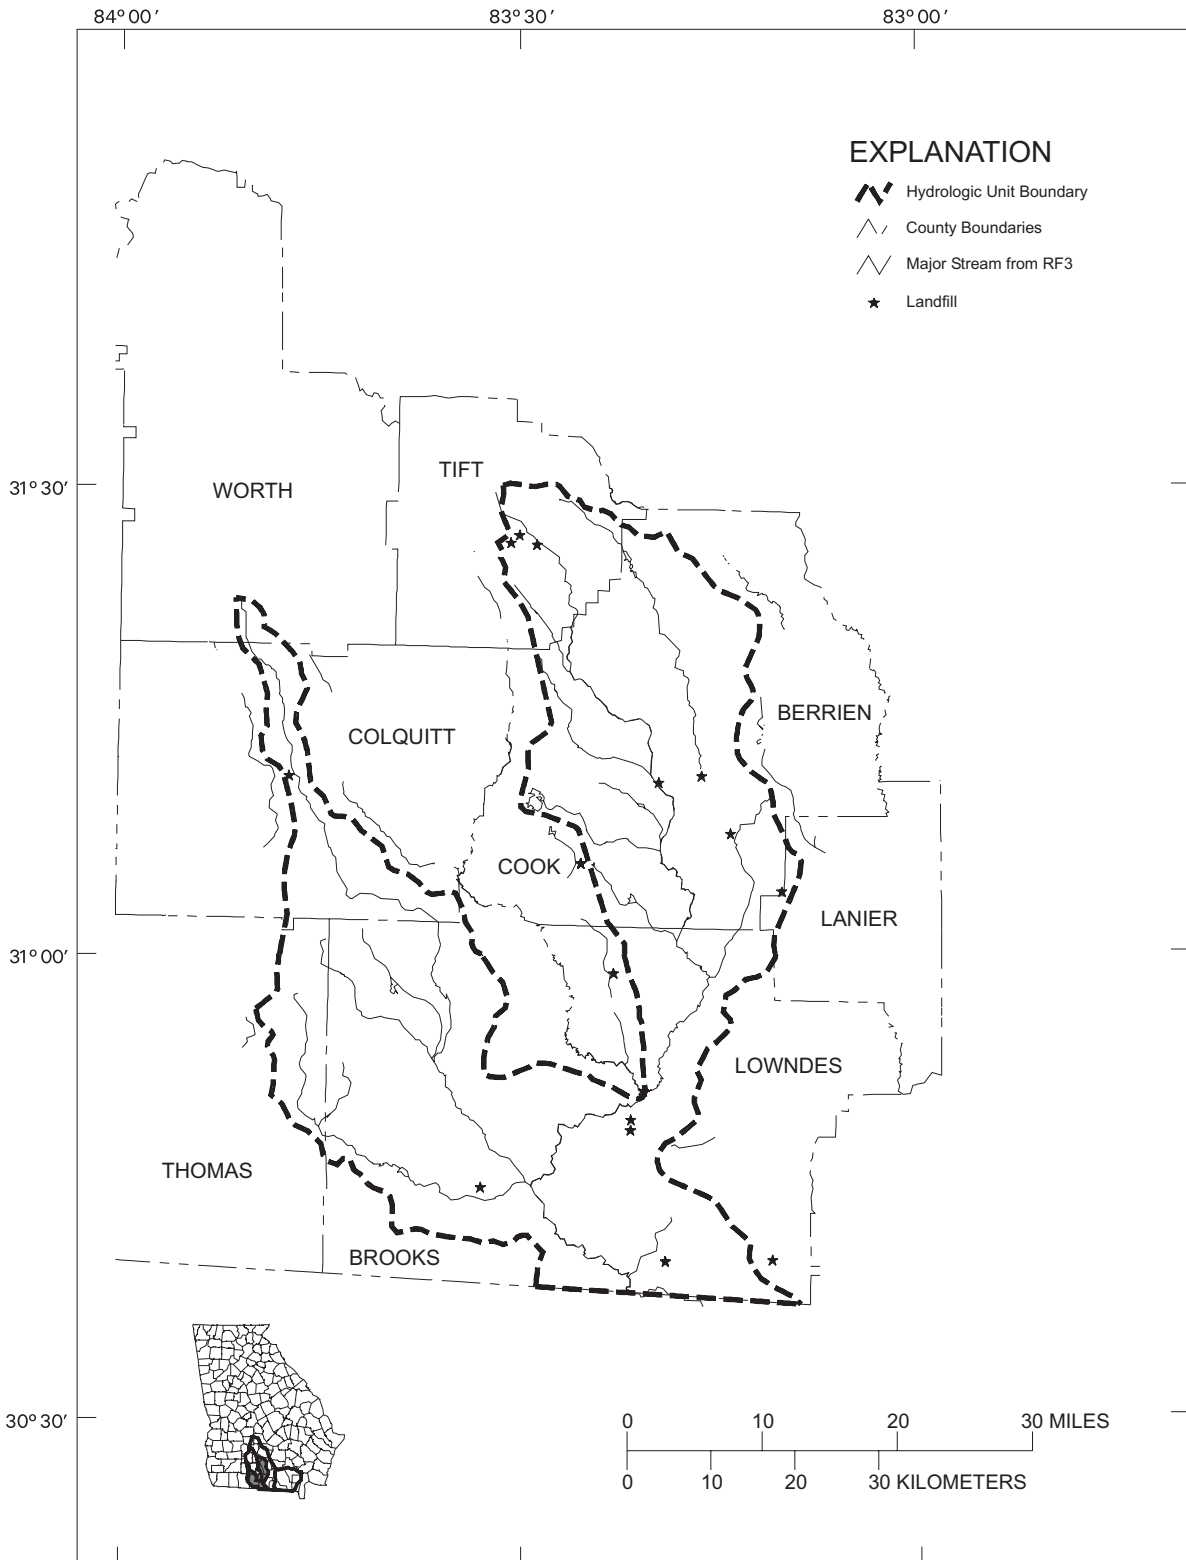 84°00′ 83°30′ 83°00′
EXPLANATION
Hydrologic Unit Boundary
County Boundaries
Major Stream from RF3
Landfill
TIFT
31°30′
WORTH
BERRIEN
COLQUITT
COOK
LANIER
31°00′
LOWNDES
THOMAS
BROOKS
30°30′
0 10 20 30 MILES
0 10 20 30 KILOMETERS